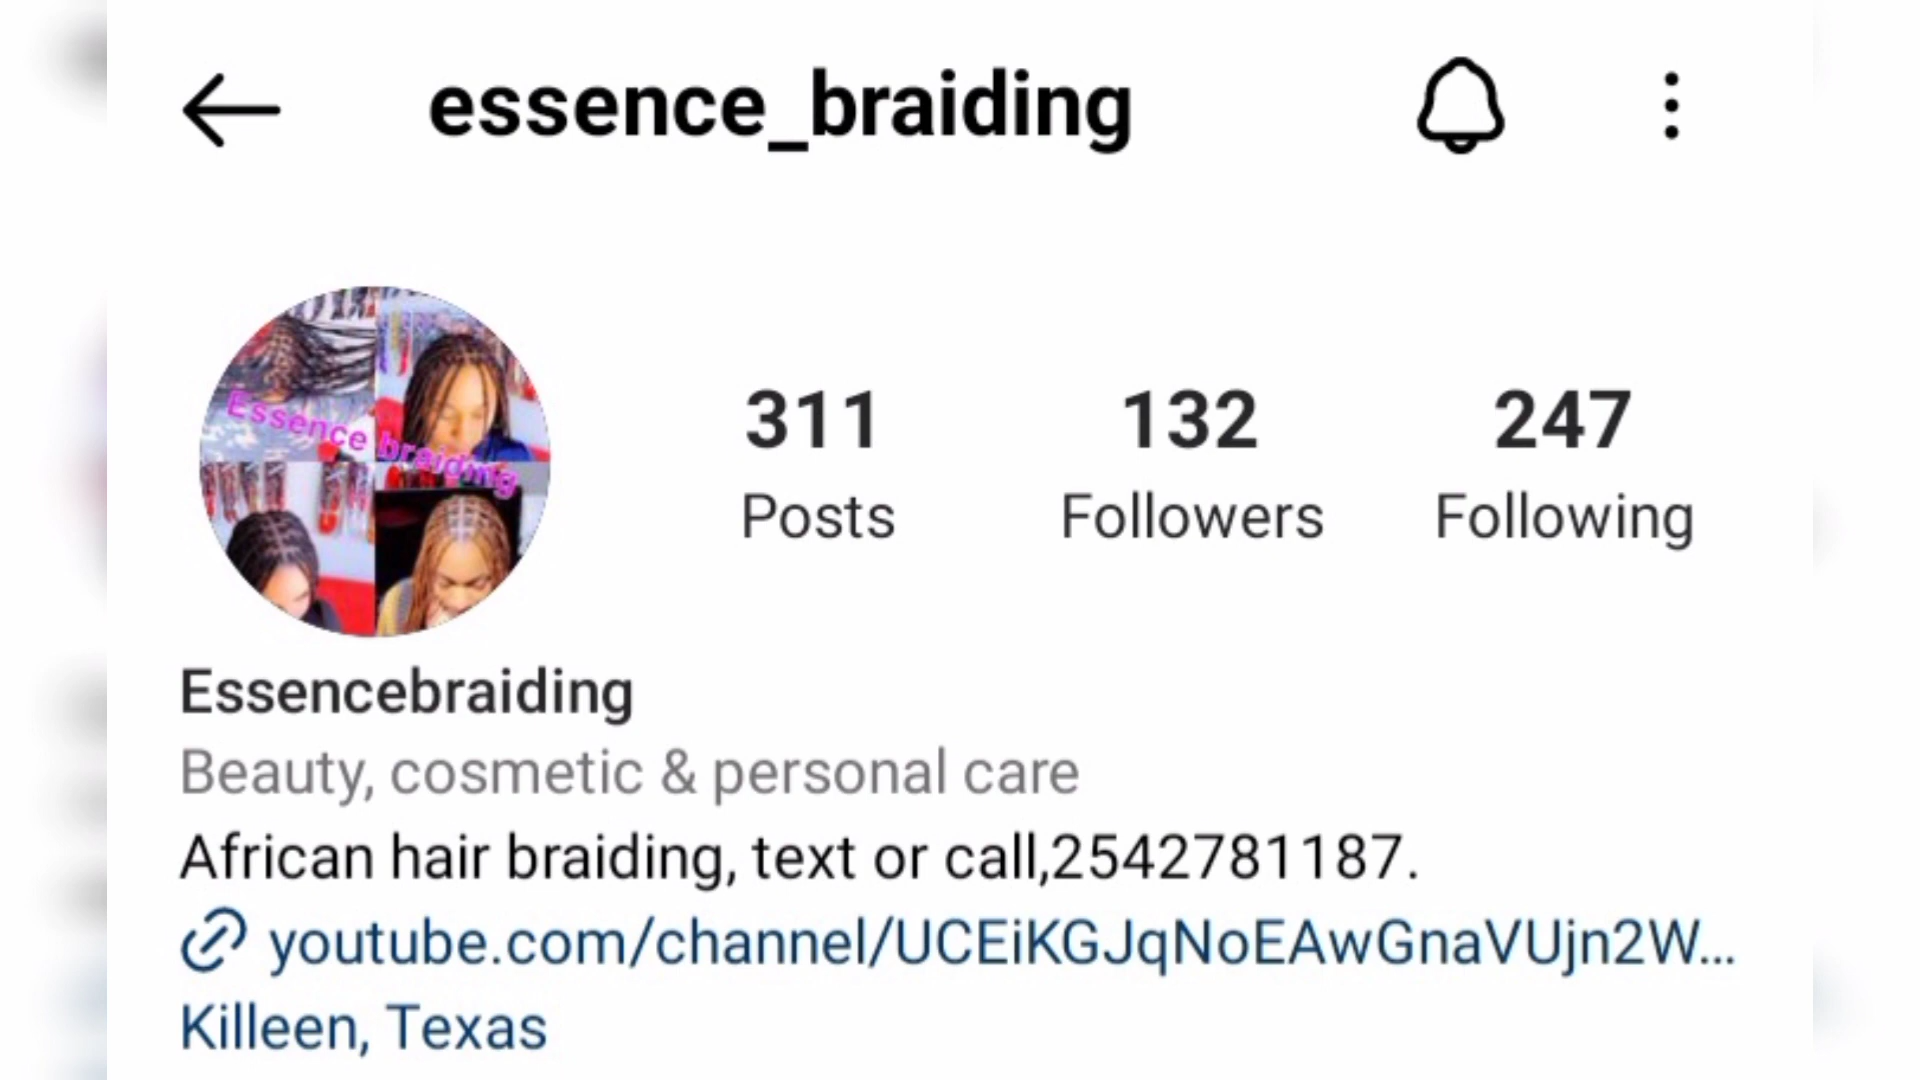 essence_braiding
Essence braiding
311 132 247
Posts Followers Following
Essencebraiding
Beauty, cosmetic & personal care
African hair braiding, text or call,2542781187.
youtube.com/channel/UCEiKGJqNoEAwGnaVUjn2W...
Killeen, Texas